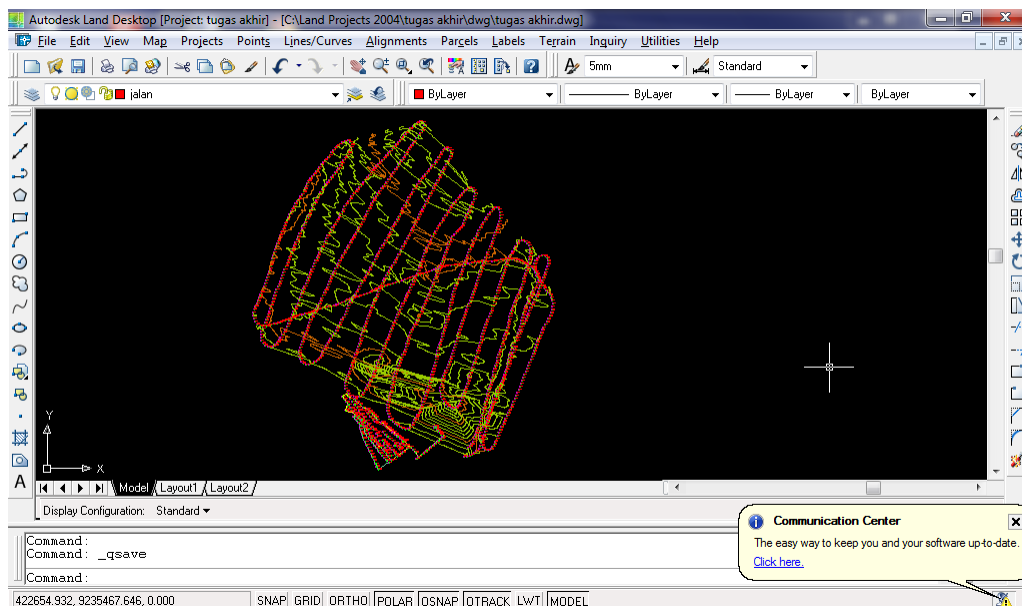 Autodesk Land Desktop [Project: tugas akhir] - [C:\Land Projects 2004\tugas akhir\dwg\tugas akhir.dwg]
File Edit View Map Projects Points Lines/Curves Alignments Parcels Labels Terrain Inquiry Utilities Help
5mm Standard
jalan ByLayer ByLayer ByLayer ByLayer
Y
X
A
Model Layout1 Layout2
Display Configuration: Standard
Command:
Command: _qsave
Command:
Communication Center
The easy way to keep you and your software up-to-date.
Click here.
422654.932, 9235467.646, 0.000 SNAP GRID ORTHO POLAR OSNAP OTRACK LWT MODEL